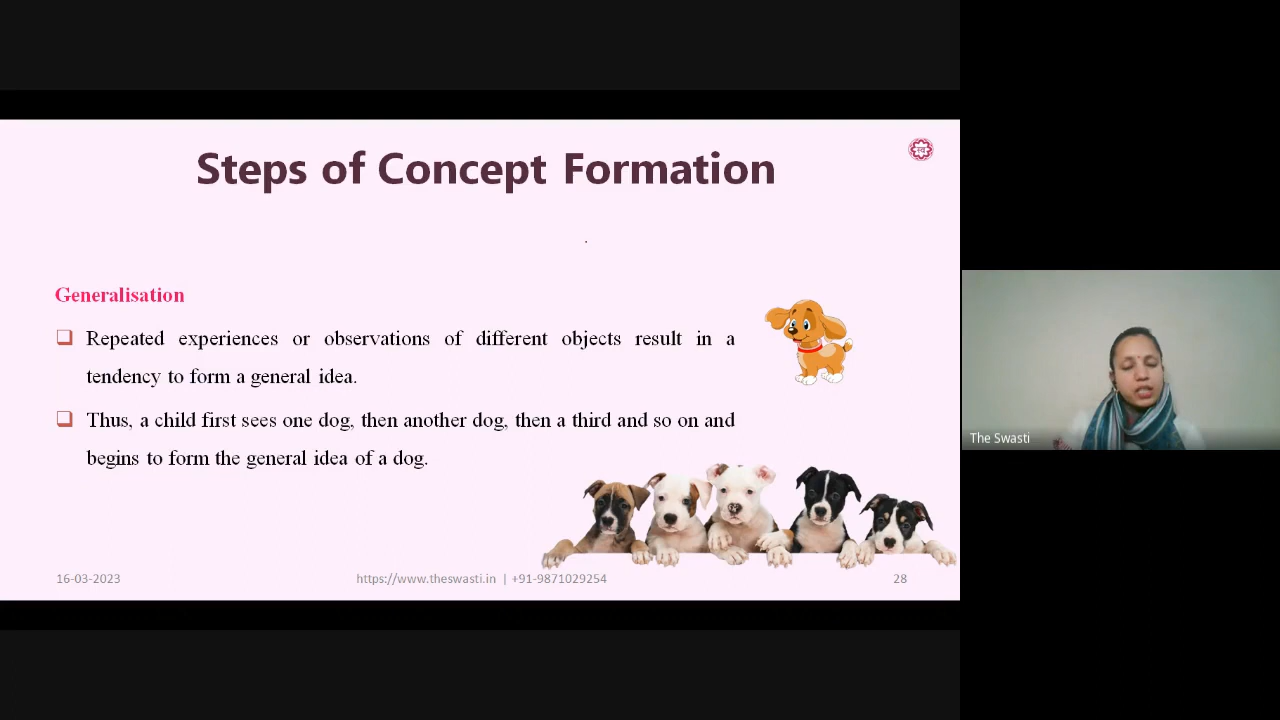 Steps of Concept Formation
Generalisation
Repeated experiences or observations of different objects result in a
tendency to form a general idea.
Thus, a child first sees one dog, then another dog, then a third and so on and
begins to form the general idea of a dog.
16-03-2023
https://www.theswasti.in | +91-9871029254
28
The Swasti